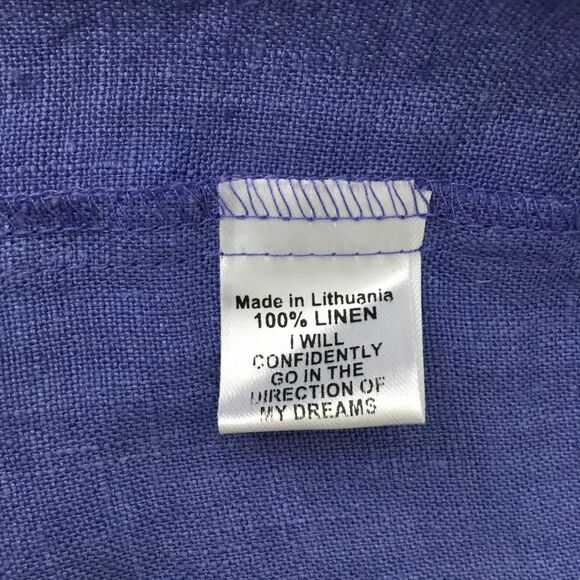 Made in Lithuania
100% LINEN
I WILL
CONFIDENTLY
GO IN THE
DIRECTION OF
MY DREAMS